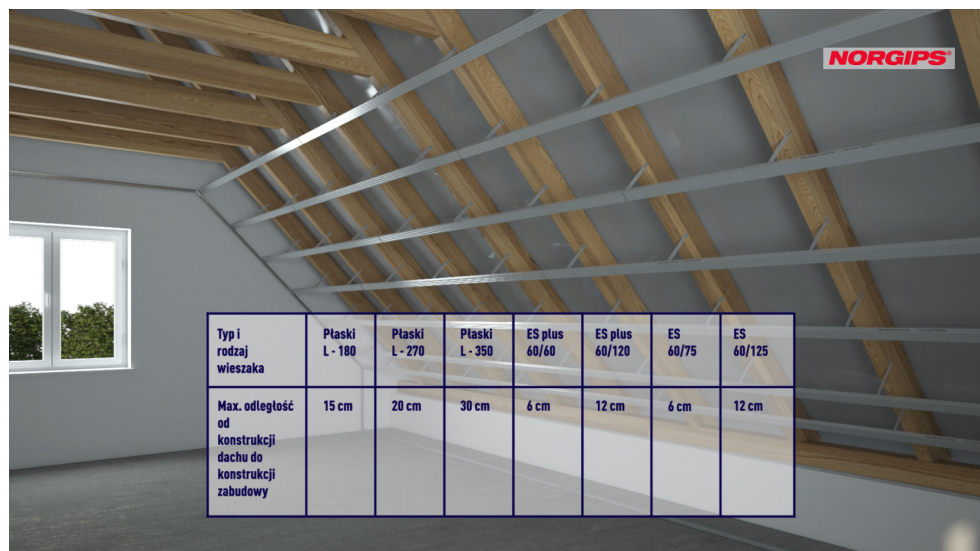 NORGIPS®
Typ i
rodzaj
wieszaka
Płaski
L - 180
Płaski
L - 270
Płaski
L - 350
ES plus
60/60
ES plus
60/120
ES
60/75
ES
60/125
Max. odległość
od
konstrukcji
dachu do
konstrukcji
zabudowy
15 cm
20 cm
30 cm
6 cm
12 cm
6 cm
12 cm